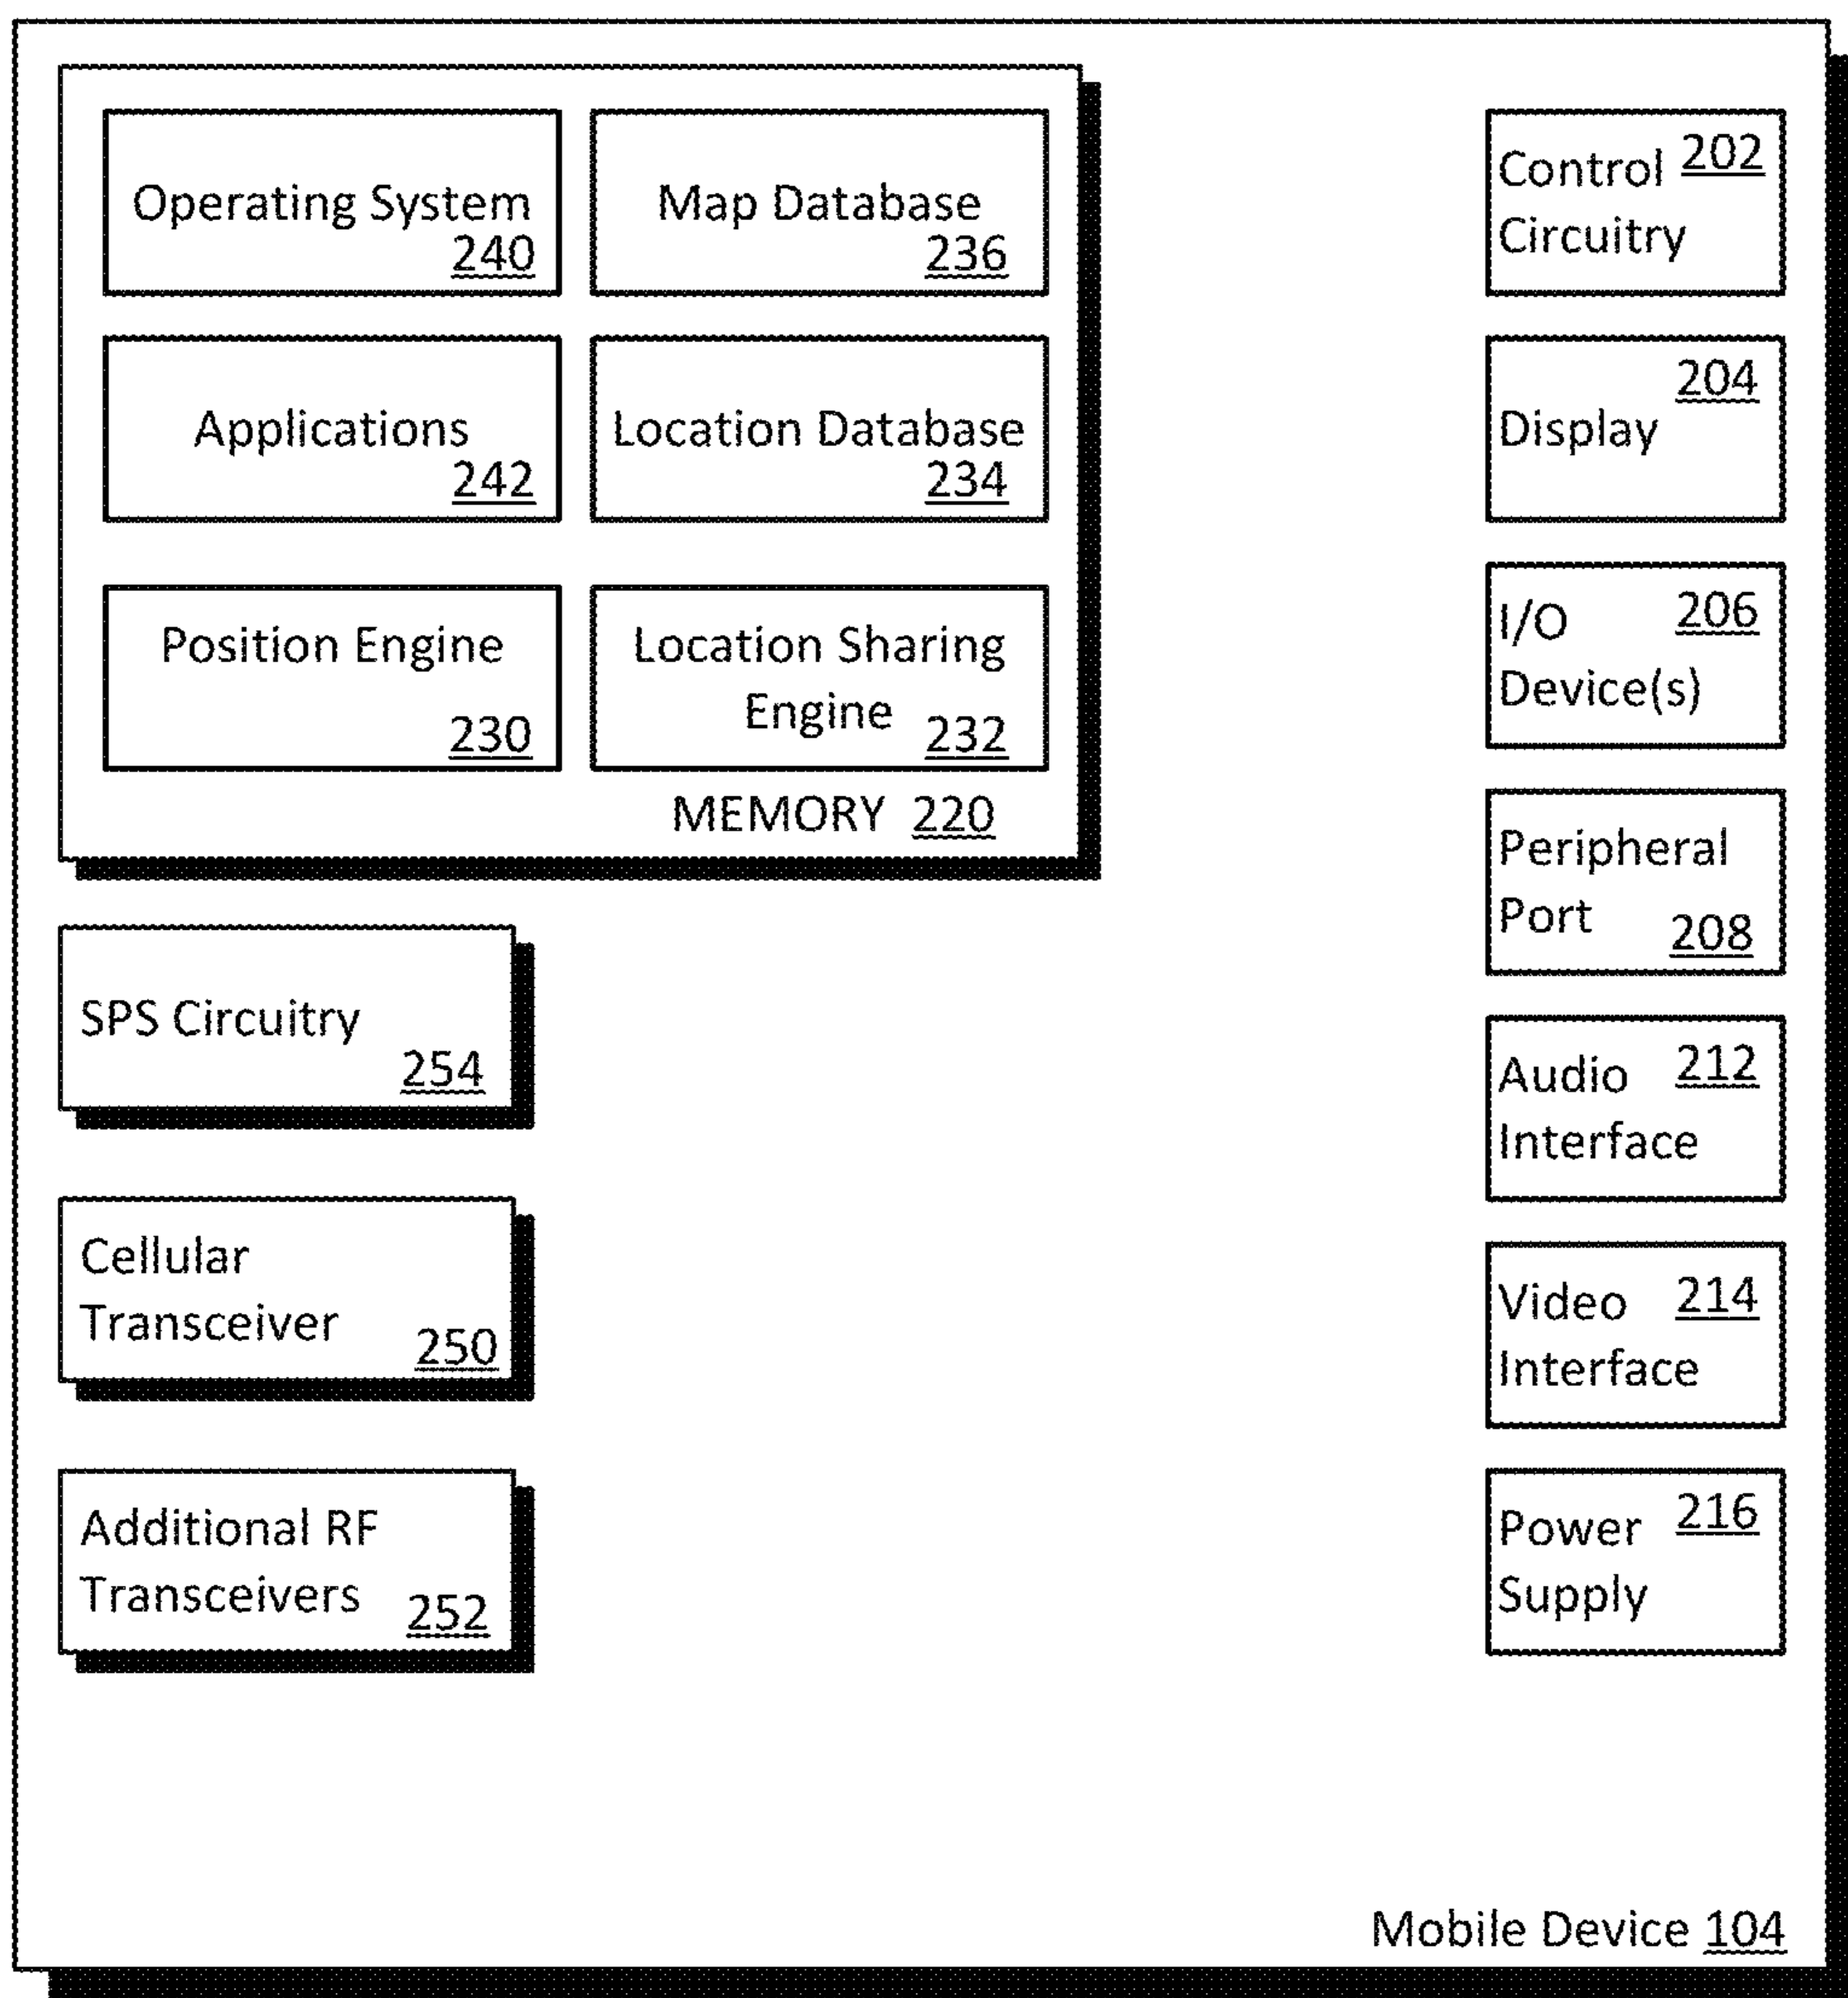 Operating System
240
Map Database
236
Applications
242
Location Database
234
Position Engine
230
Location Sharing
Engine 232
MEMORY 220
SPS Circuitry
254
Cellular
Transceiver
250
Additional RF
Transceivers
252
Control 202
Circuitry
204
Display
I/O 206
Device(s)
Peripheral
Port 208
Audio 212
Interface
Video 214
Interface
Power 216
Supply
Mobile Device 104